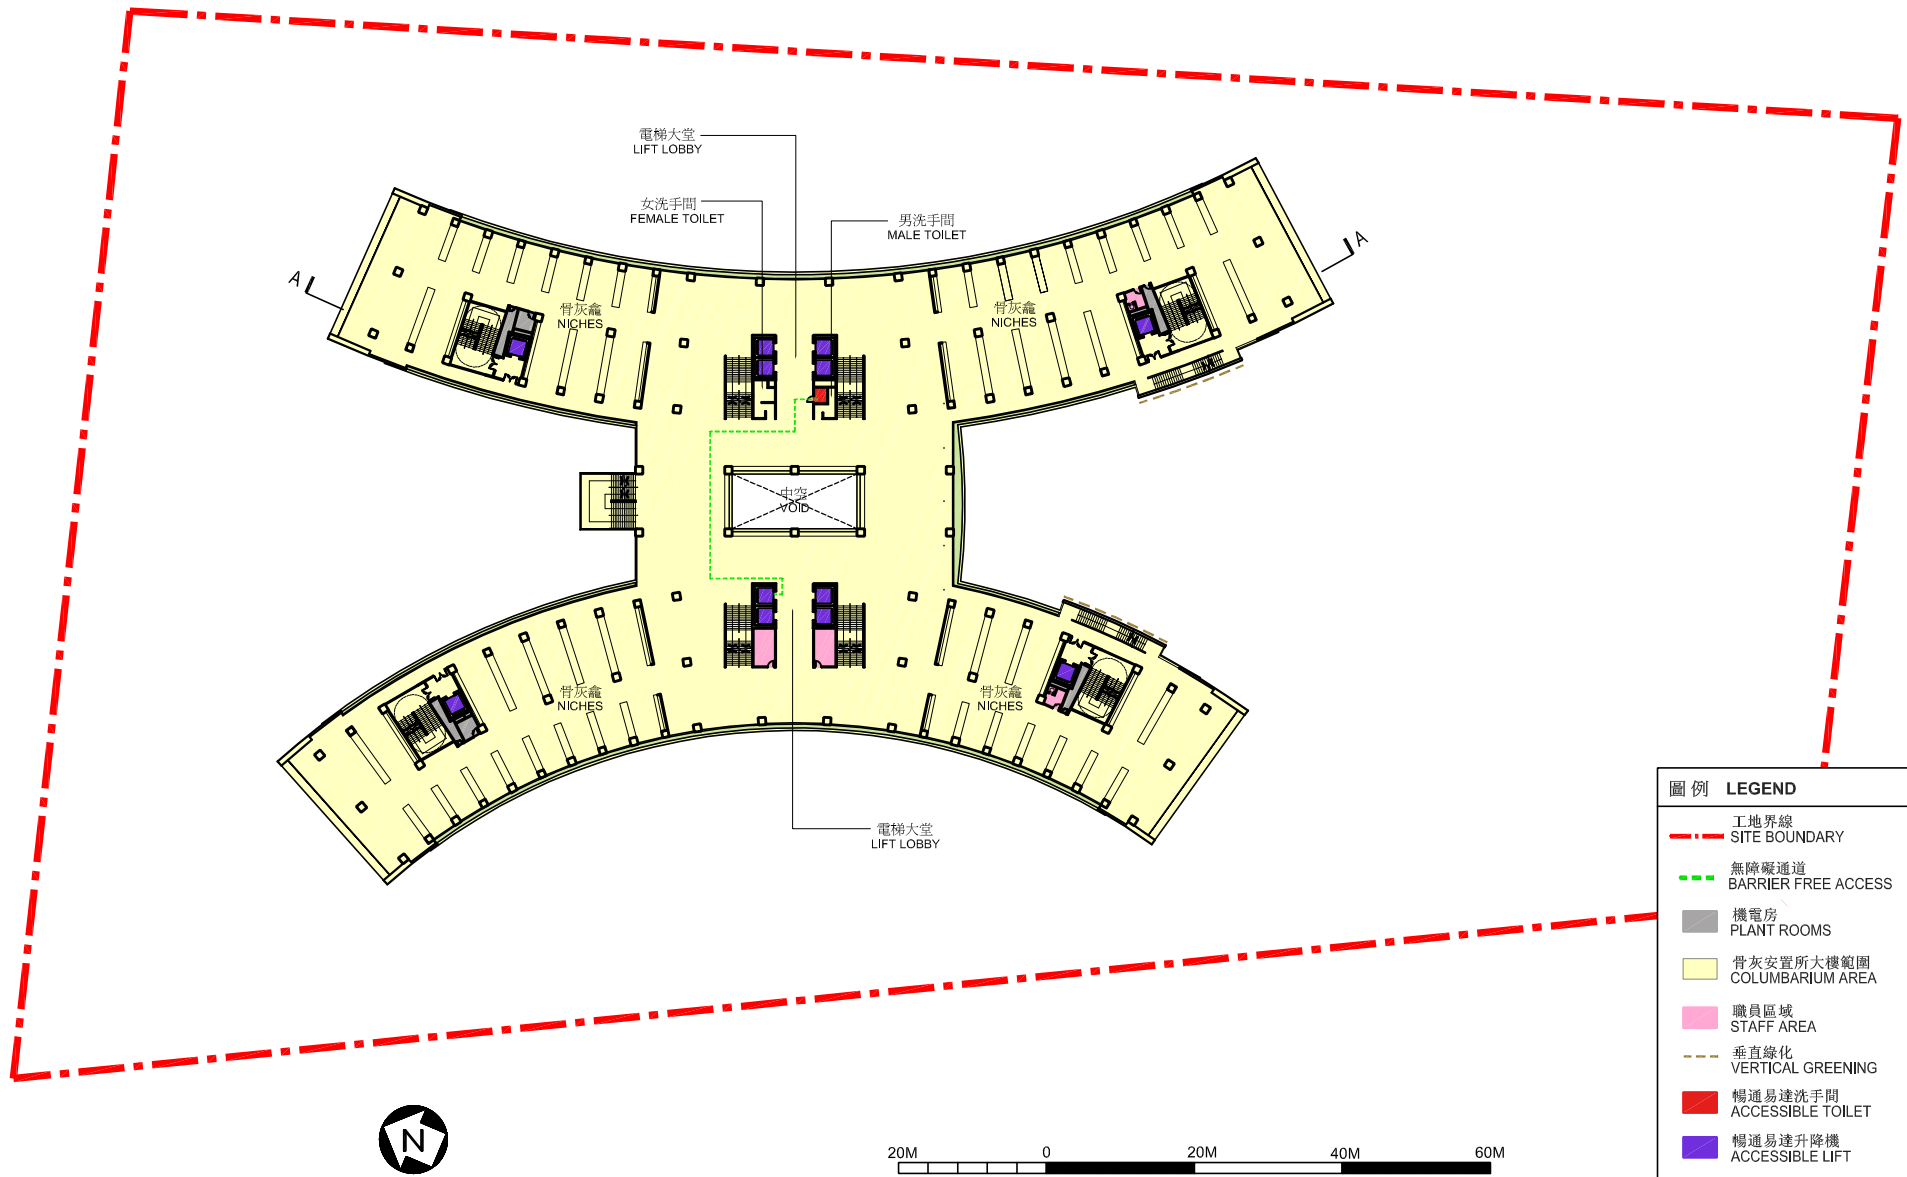 電梯大堂
LIFT LOBBY
女洗手間
FEMALE TOILET
男洗手間
MALE TOILET
A
A
骨灰龕
NICHES
骨灰龕
NICHES
中空
VOID
骨灰龕
NICHES
骨灰龕
NICHES
電梯大堂
LIFT LOBBY
圖例 LEGEND
工地界線
SITE BOUNDARY
無障礙通道
BARRIER FREE ACCESS
機電房
PLANT ROOMS
骨灰安置所大樓範圍
COLUMBARIUM AREA
職員區域
STAFF AREA
垂直綠化
VERTICAL GREENING
暢通易達洗手間
ACCESSIBLE TOILET
暢通易達升降機
ACCESSIBLE LIFT
N
20M 0 20M 40M 60M